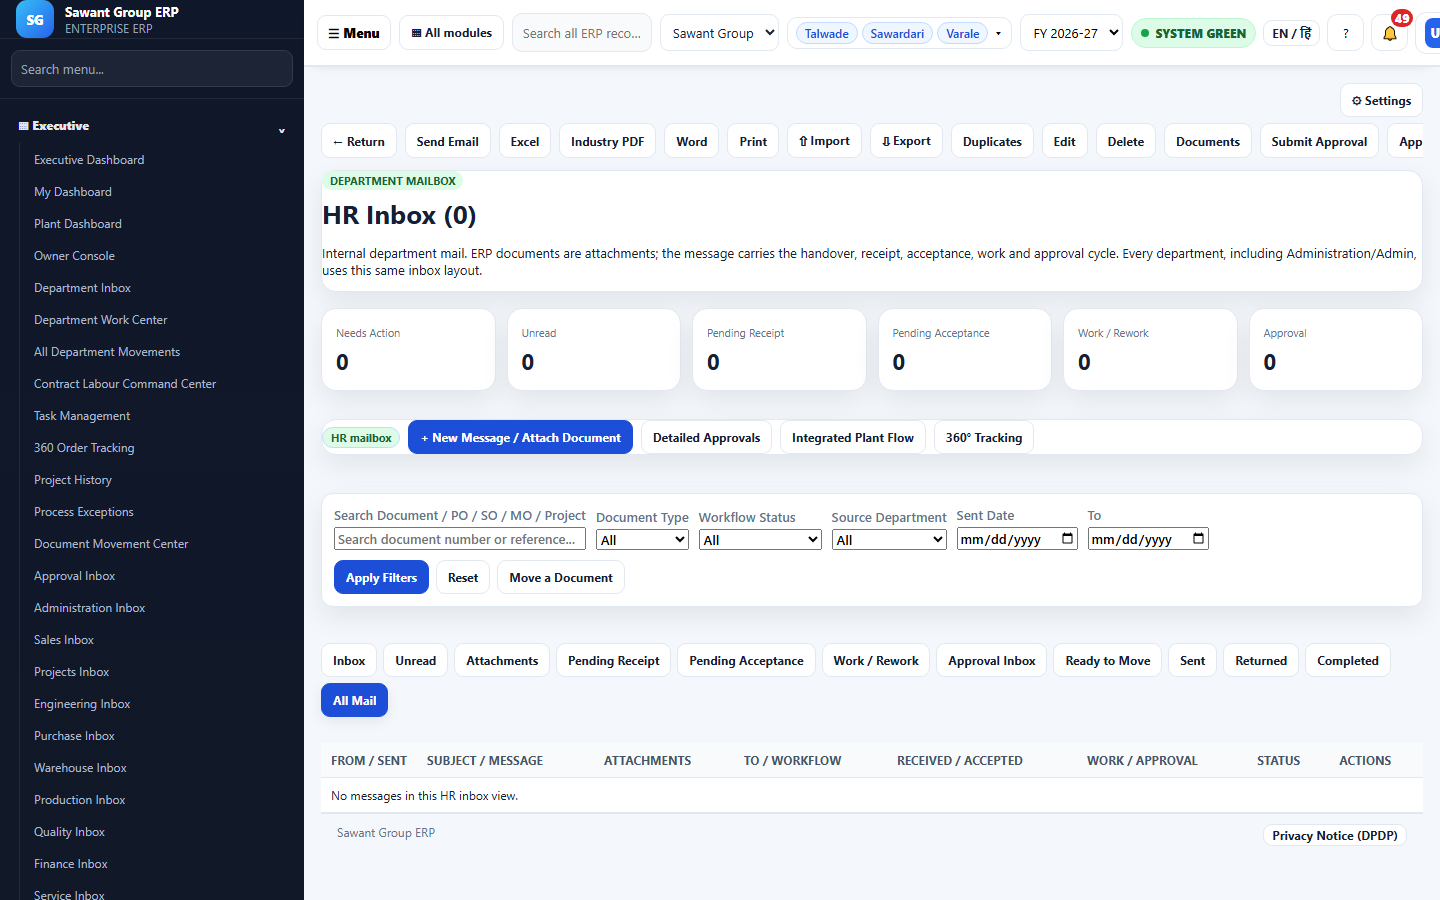 SG
Sawant Group ERP
ENTERPRISE ERP
Search menu...
Executive
Executive Dashboard
My Dashboard
Plant Dashboard
Owner Console
Department Inbox
Department Work Center
All Department Movements
Contract Labour Command Center
Task Management
360 Order Tracking
Project History
Process Exceptions
Document Movement Center
Approval Inbox
Administration Inbox
Sales Inbox
Projects Inbox
Engineering Inbox
Purchase Inbox
Warehouse Inbox
Production Inbox
Quality Inbox
Finance Inbox
Service Inbox
☰ Menu All modules Search all ERP reco... Sawant Group Talwade Sawardari Varale FY 2026-27 SYSTEM GREEN EN / हिं ? 49 U
⚙ Settings
← Return Send Email Excel Industry PDF Word Print ⇧ Import ⇩ Export Duplicates Edit Delete Documents Submit Approval App
DEPARTMENT MAILBOX
HR Inbox (0)
Internal department mail. ERP documents are attachments; the message carries the handover, receipt, acceptance, work and approval cycle. Every department, including Administration/Admin,
uses this same inbox layout.
Needs Action Unread Pending Receipt Pending Acceptance Work / Rework Approval
0 0 0 0 0 0
HR mailbox + New Message / Attach Document Detailed Approvals Integrated Plant Flow 360° Tracking
Search Document / PO / SO / MO / Project Document Type Workflow Status Source Department Sent Date To
Search document number or reference... All All All mm/dd/yyyy mm/dd/yyyy
Apply Filters Reset Move a Document
Inbox Unread Attachments Pending Receipt Pending Acceptance Work / Rework Approval Inbox Ready to Move Sent Returned Completed
All Mail
FROM / SENT SUBJECT / MESSAGE ATTACHMENTS TO / WORKFLOW RECEIVED / ACCEPTED WORK / APPROVAL STATUS ACTIONS
No messages in this HR inbox view.
Sawant Group ERP Privacy Notice (DPDP)